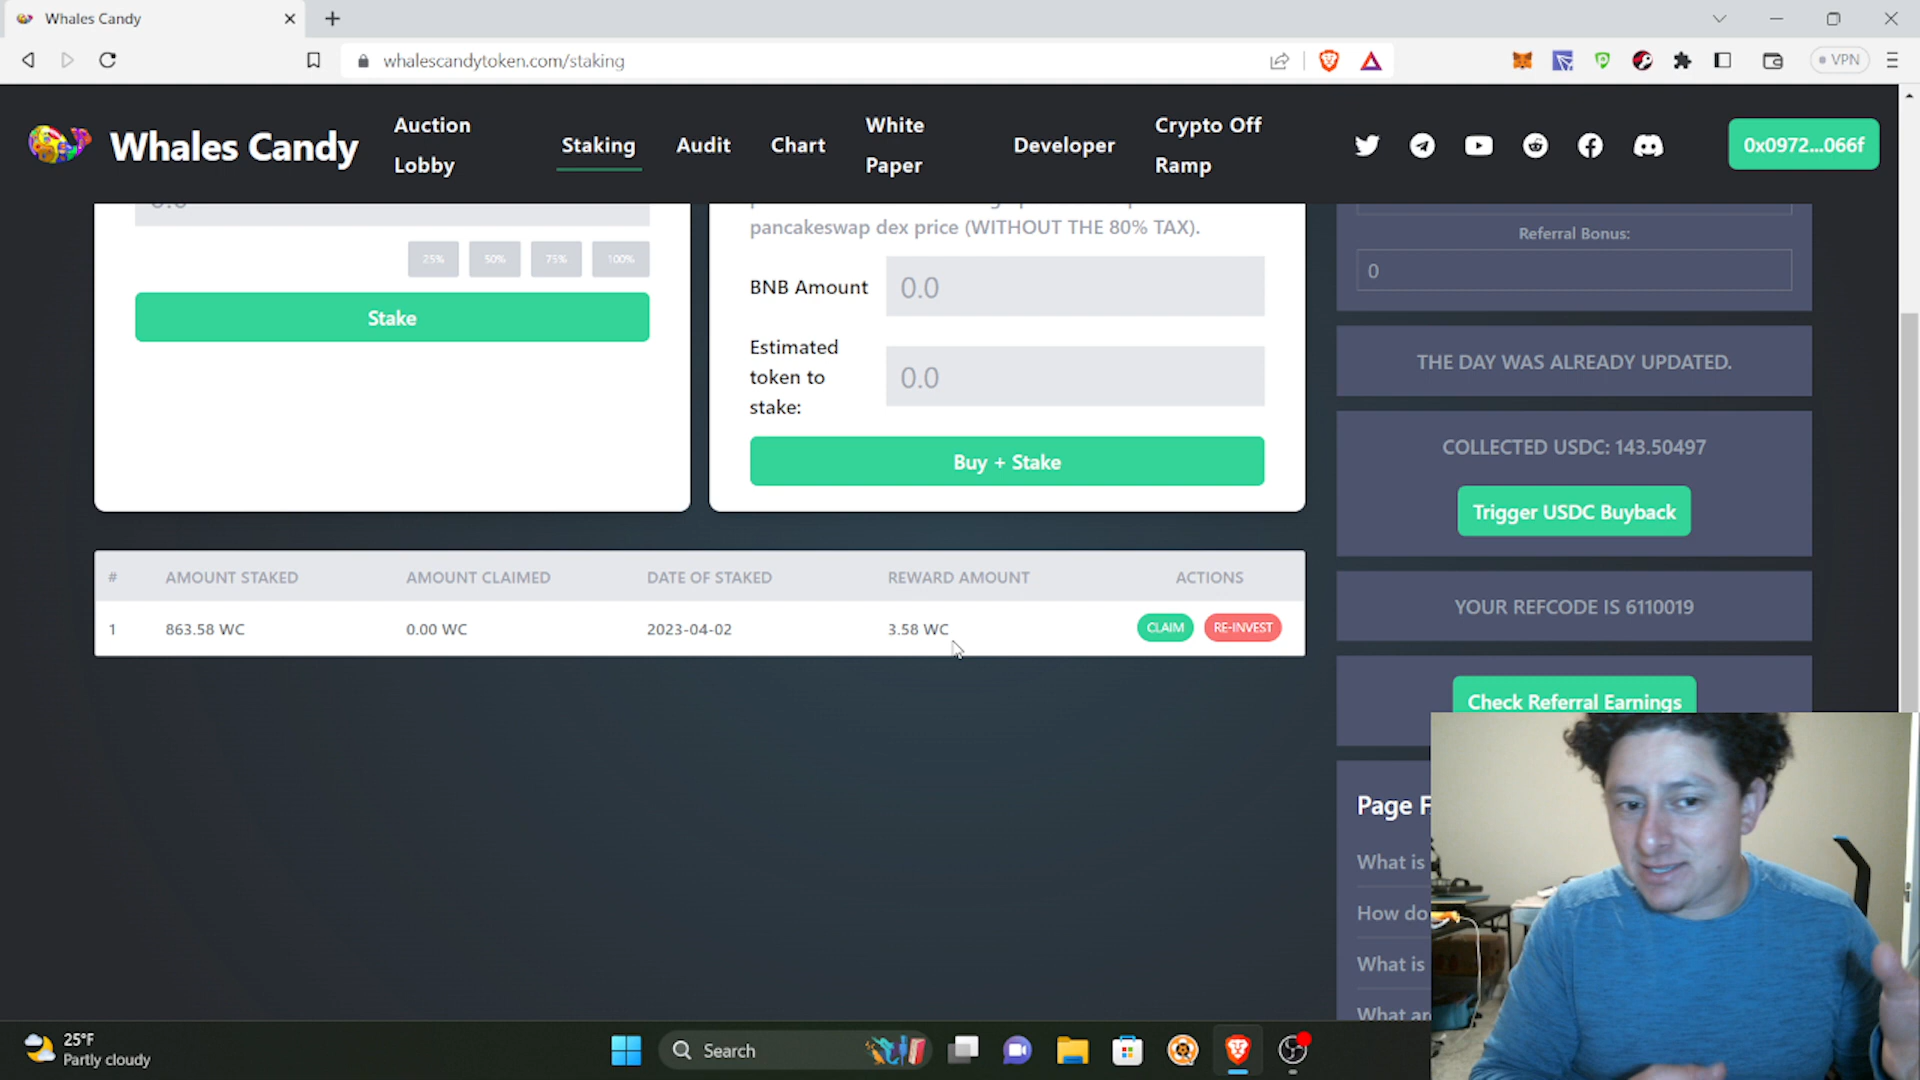 Whales Candy
whalescandytoken.com/staking
VPN
Whales Candy
Auction
Lobby
Staking
Audit
Chart
White
Paper
Developer
Crypto Off
Ramp
0x0972...066f
25%
50%
75%
100%
Stake
pancakeswap dex price (WITHOUT THE 80% TAX).
BNB Amount
0.0
Estimated
token to
stake:
0.0
Buy + Stake
Referral Bonus:
0
THE DAY WAS ALREADY UPDATED.
COLLECTED USDC: 143.50497
Trigger USDC Buyback
YOUR REFCODE IS 6110019
Check Referral Earnings
# AMOUNT STAKED AMOUNT CLAIMED DATE OF STAKED REWARD AMOUNT ACTIONS
1 863.58 WC 0.00 WC 2023-04-02 3.58 WC CLAIM RE-INVEST
Page
What is
How do
What is
What
25°F
Partly cloudy
Search